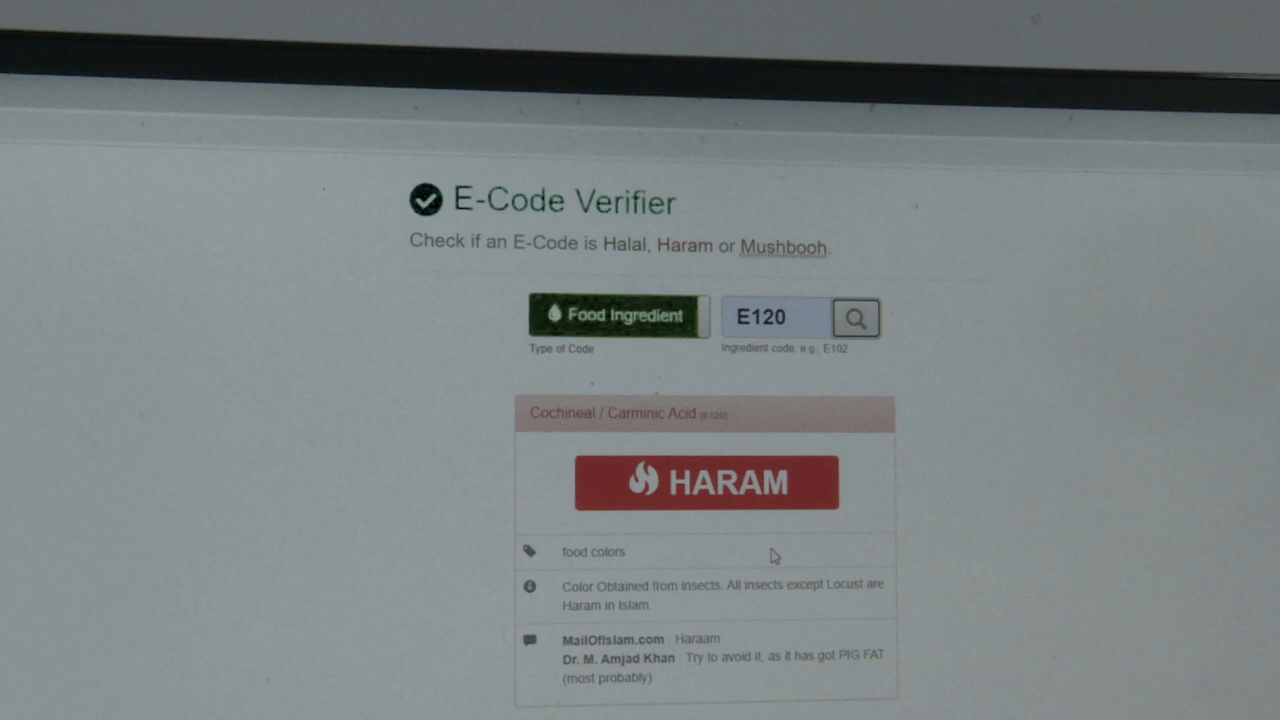 E-Code Verifier
Check if an E-Code is Halal, Haram or Mushbooh.
Food Ingredient
E120
Type of Code
Ingredient code, e.g., E102
Cochineal / Carminic Acid [E120]
HARAM
food colors
Color Obtained from insects. All insects except Locust are
Haram in Islam
MailOfIslam.com : Haraam
Dr. M. Amjad Khan : Try to avoid it, as it has got PIG FAT
(most probably)